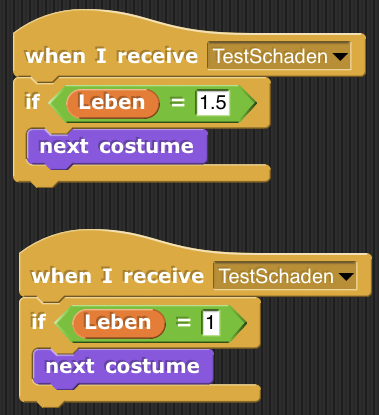 when I receive TestSchaden
if Leben = 1.5
next costume
when I receive TestSchaden
if Leben = 1
next costume